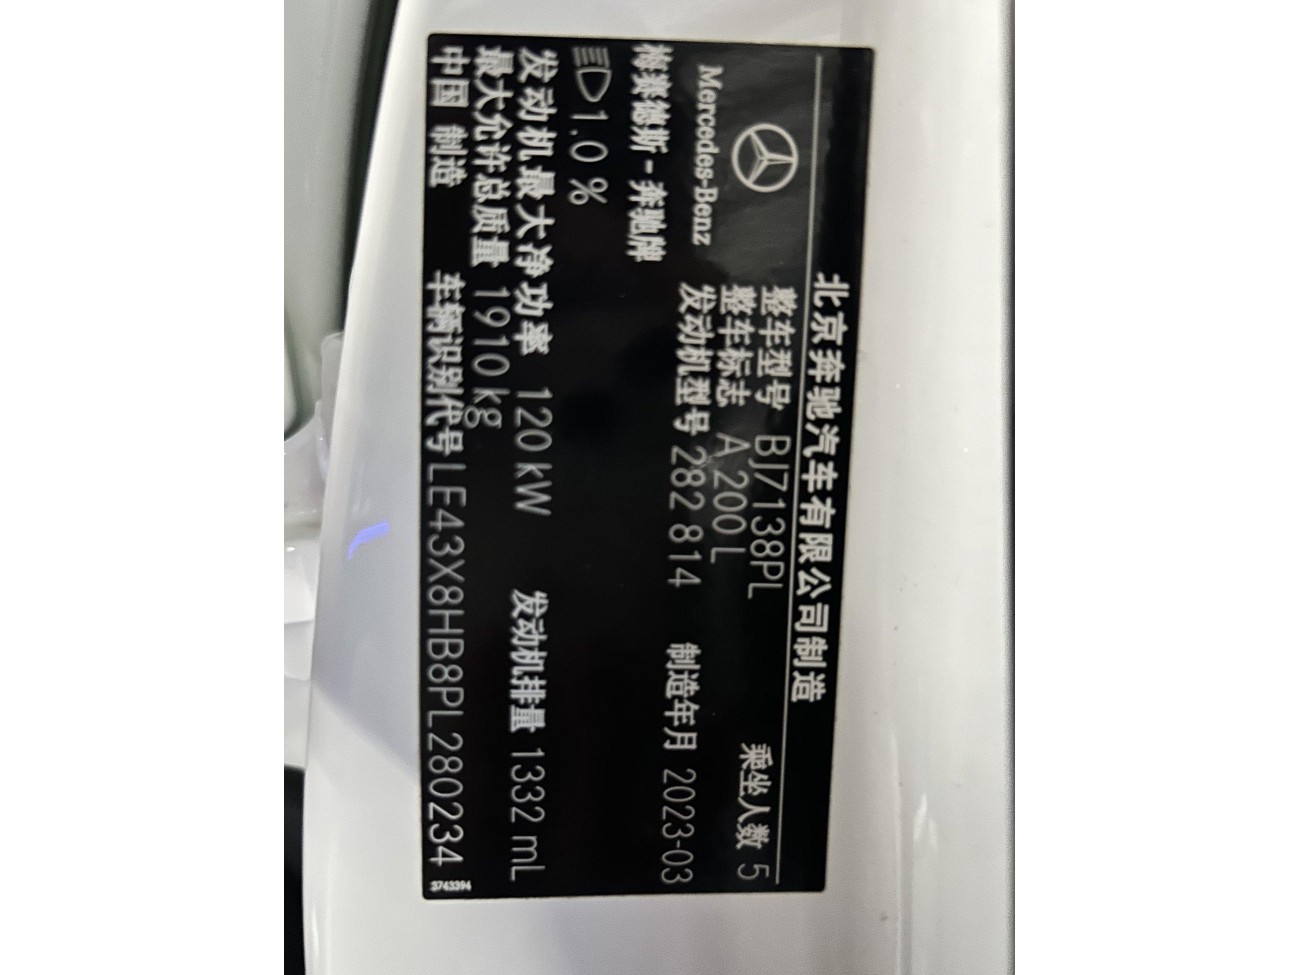 北京奔驰汽车有限公司制造
整车型号 BJ7138PL 乘坐人数 5
整车标志 A 200 L
Mercedes-Benz 发动机型号 282 814 制造年月 2023-03
梅赛德斯-奔驰牌
1.0 %
发动机最大净功率 120 kW 发动机排量 1332 mL
最大允许总质量 1910 kg
中国 制造 车辆识别代号 LE43X8HB8PL280234
3743394